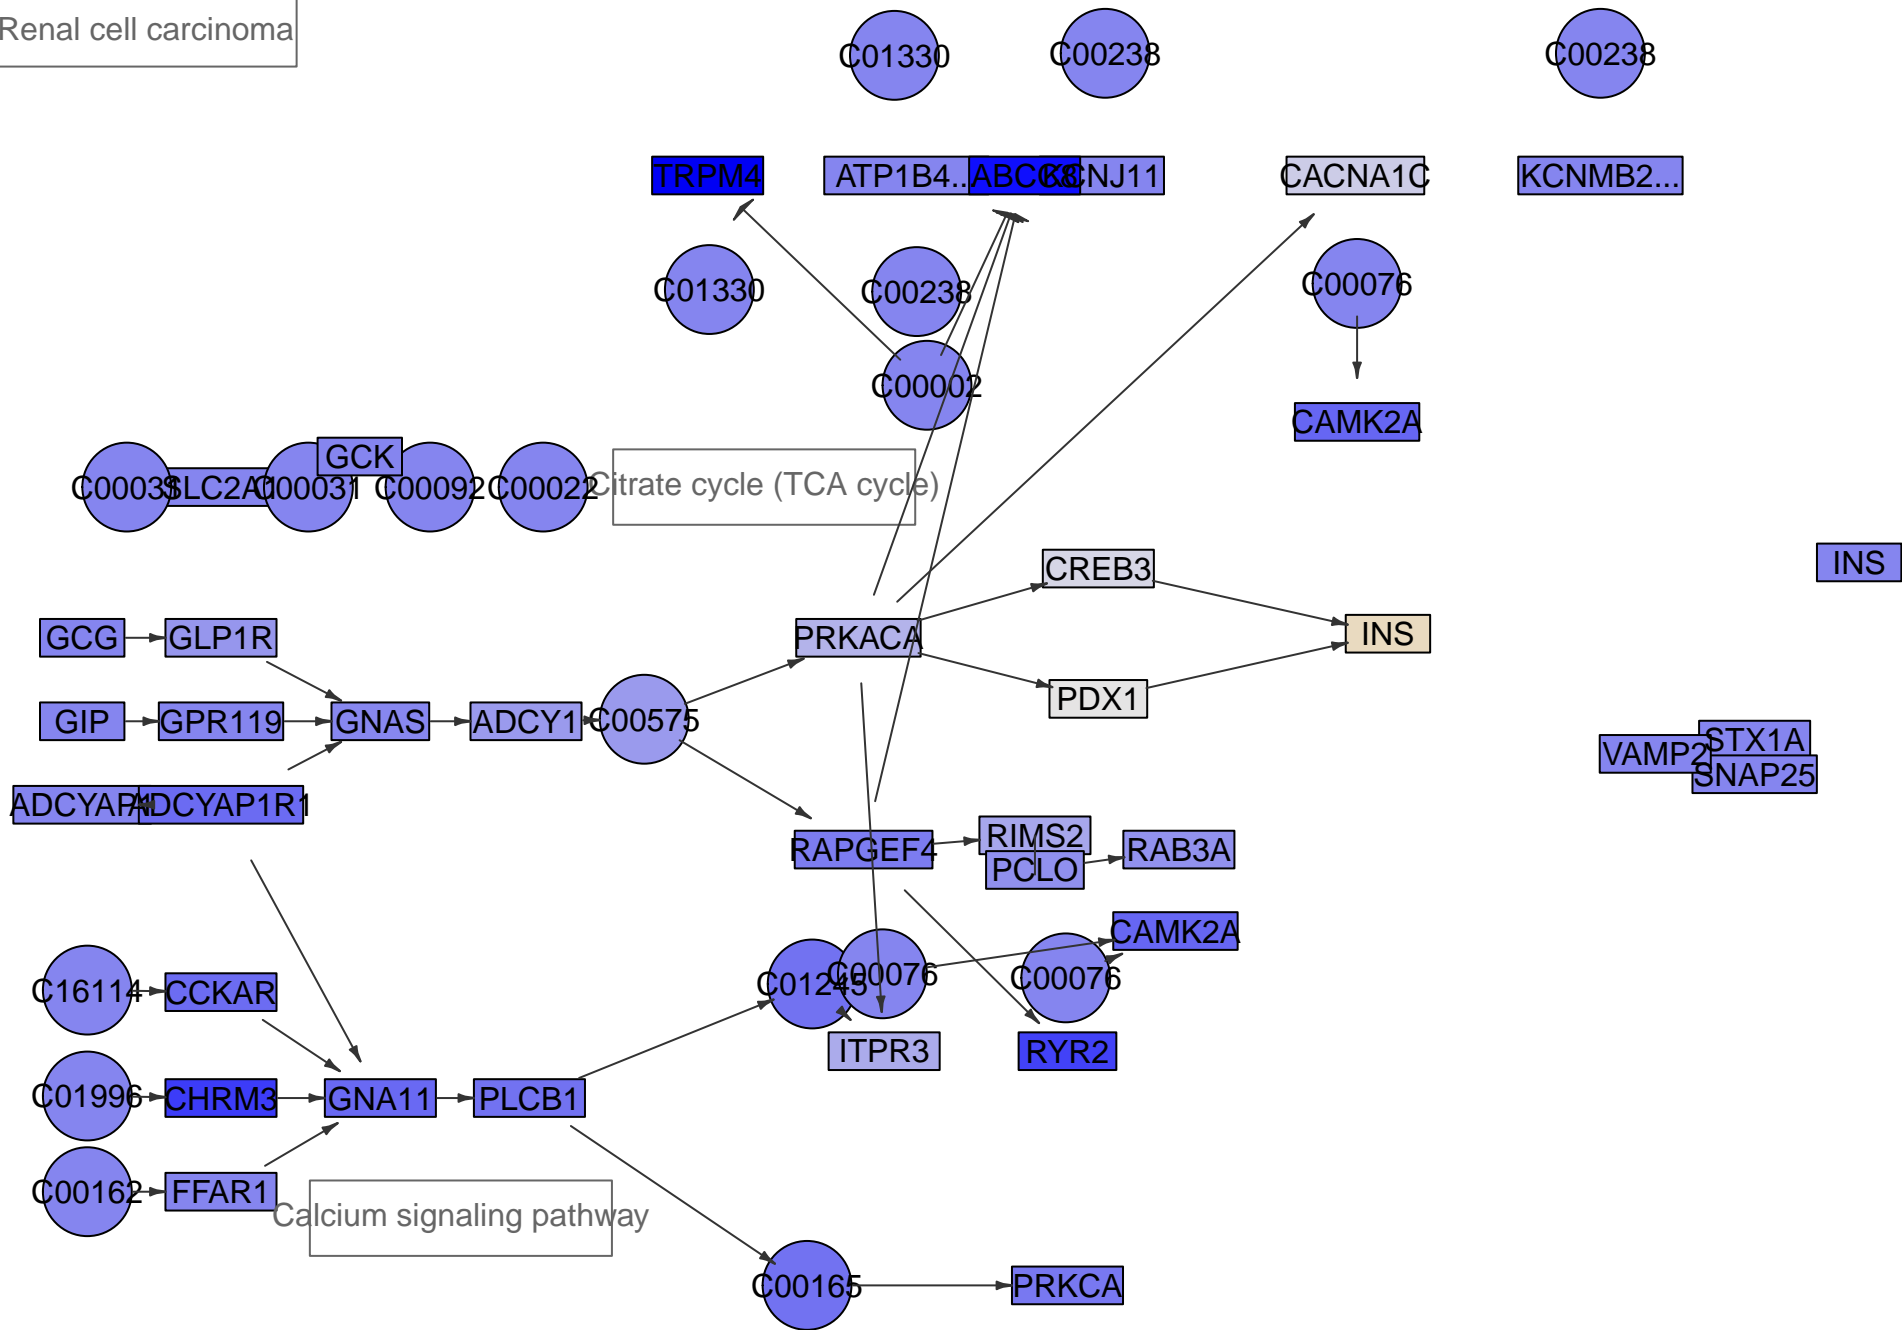 Renal cell carcinoma
C01330
C00238
C00238
TRPM4
ATP1B4...
ABCC8
KCNJ11
CACNA1C
KCNMB2...
C01330
C00238
C00076
C00002
CAMK2A
GCK
C00031
SLC2A1
C00031
C00092
C00022
Citrate cycle (TCA cycle)
CREB3
INS
GCG
GLP1R
PRKACA
INS
PDX1
GIP
GPR119
GNAS
ADCY1
C00575
STX1A
VAMP2
SNAP25
ADCYAP1
ADCYAP1R1
RIMS2
RAPGEF4
RAB3A
PCLO
CAMK2A
C16114
CCKAR
C01245
C00076
C00076
ITPR3
RYR2
C01996
CHRM3
GNA11
PLCB1
C00162
FFAR1
Calcium signaling pathway
C00165
PRKCA